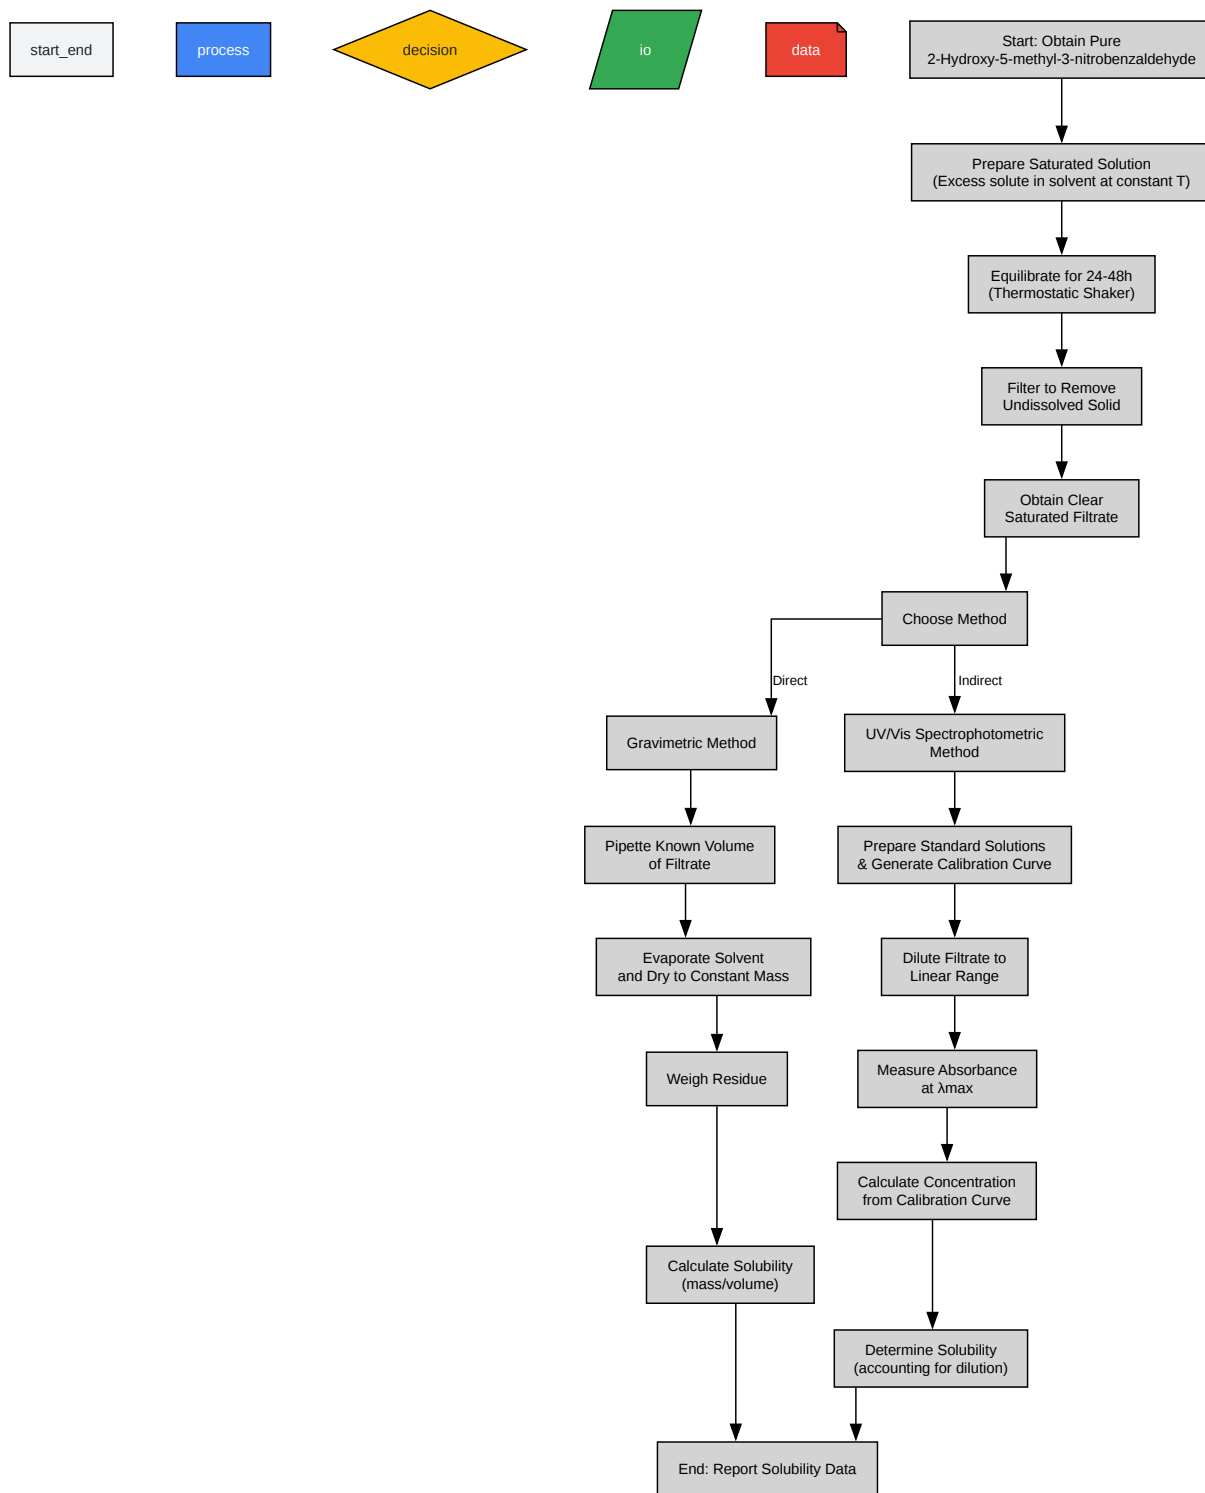 start_end
process
decision
io
data
Start: Obtain Pure
2-Hydroxy-5-methyl-3-nitrobenzaldehyde
Prepare Saturated Solution
(Excess solute in solvent at constant T)
Equilibrate for 24-48h
(Thermostatic Shaker)
Filter to Remove
Undissolved Solid
Obtain Clear
Saturated Filtrate
Choose Method
Direct
Indirect
Gravimetric Method
UV/Vis Spectrophotometric
Method
Pipette Known Volume
of Filtrate
Prepare Standard Solutions
& Generate Calibration Curve
Evaporate Solvent
and Dry to Constant Mass
Dilute Filtrate to
Linear Range
Weigh Residue
Measure Absorbance
at λmax
Calculate Concentration
from Calibration Curve
Calculate Solubility
(mass/volume)
Determine Solubility
(accounting for dilution)
End: Report Solubility Data